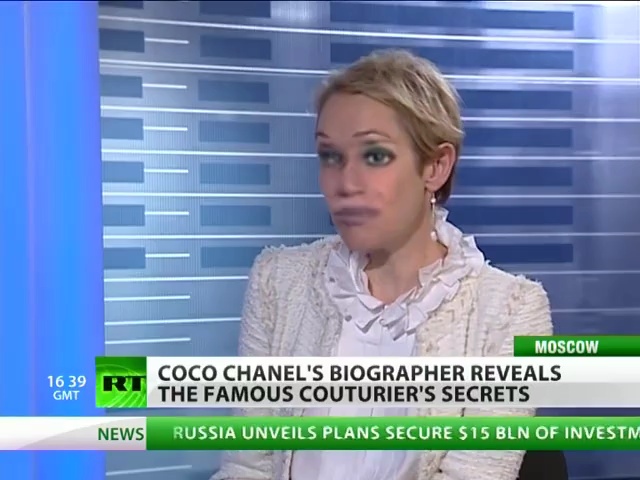 MOSCOW
COCO CHANEL'S BIOGRAPHER REVEALS
THE FAMOUS COUTURIER'S SECRETS
16 39
GMT
RT
NEWS
RUSSIA UNVEILS PLANS SECURE $15 BLN OF INVESTM